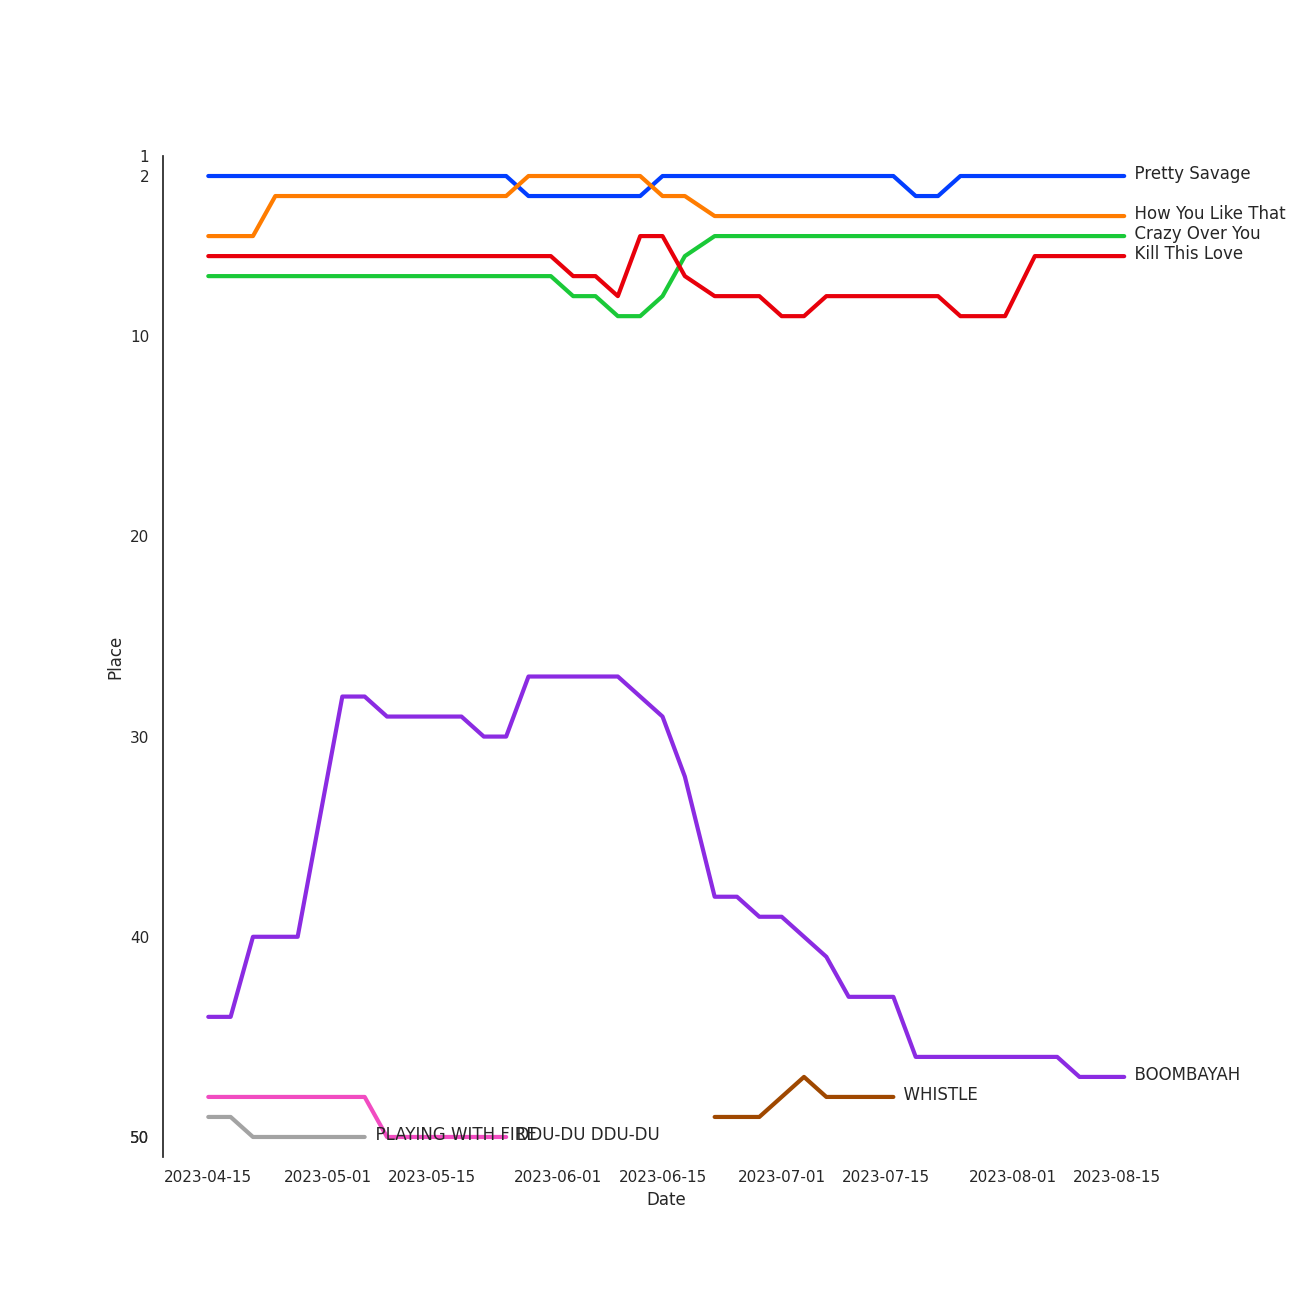 1
2
10
20
30
40
50
Place
Pretty Savage
How You Like That
Crazy Over You
Kill This Love
BOOMBAYAH
WHISTLE
PLAYING WITH FIRE
DDU-DU DDU-DU
2023-04-15
2023-05-01
2023-05-15
2023-06-01
2023-06-15
2023-07-01
2023-07-15
2023-08-01
2023-08-15
Date